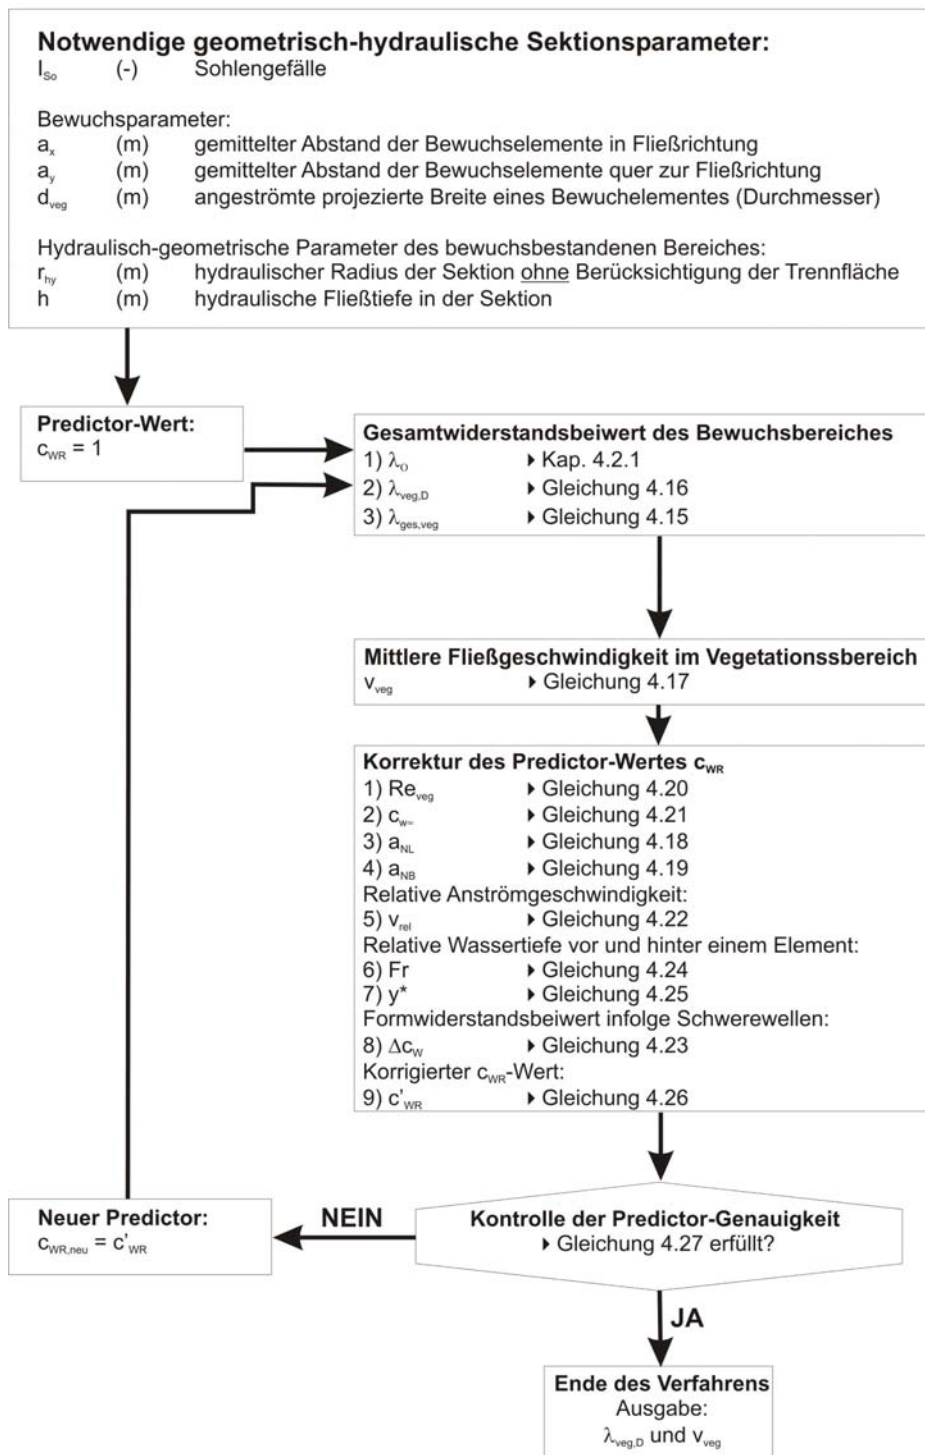 Notwendige geometrisch-hydraulische Sektionsparameter:
I_So (-) Sohlengefälle
Bewuchsparameter:
a_x (m) gemittelter Abstand der Bewuchselemente in Fließrichtung
a_y (m) gemittelter Abstand der Bewuchselemente quer zur Fließrichtung
d_veg (m) angeströmte projezierte Breite eines Bewuchelementes (Durchmesser)
Hydraulisch-geometrische Parameter des bewuchsbestandenen Bereiches:
r_hy (m) hydraulischer Radius der Sektion ohne Berücksichtigung der Trennfläche
h (m) hydraulische Fließtiefe in der Sektion
Predictor-Wert:
c_WR = 1
Gesamtwiderstandsbeiwert des Bewuchsbereiches
1) λ_O ▸ Kap. 4.2.1
2) λ_veg,D ▸ Gleichung 4.16
3) λ_ges,veg ▸ Gleichung 4.15
Mittlere Fließgeschwindigkeit im Vegetationssbereich
v_veg ▸ Gleichung 4.17
Korrektur des Predictor-Wertes c_WR
1) Re_veg ▸ Gleichung 4.20
2) c_w∞ ▸ Gleichung 4.21
3) a_NL ▸ Gleichung 4.18
4) a_NB ▸ Gleichung 4.19
Relative Anströmgeschwindigkeit:
5) v_rel ▸ Gleichung 4.22
Relative Wassertiefe vor und hinter einem Element:
6) Fr ▸ Gleichung 4.24
7) y* ▸ Gleichung 4.25
Formwiderstandsbeiwert infolge Schwerewellen:
8) Δc_W ▸ Gleichung 4.23
Korrigierter c_WR-Wert:
9) c'_WR ▸ Gleichung 4.26
Kontrolle der Predictor-Genauigkeit
▸ Gleichung 4.27 erfüllt?
NEIN
Neuer Predictor:
c_WR,neu = c'_WR
JA
Ende des Verfahrens
Ausgabe:
λ_veg,D und v_veg